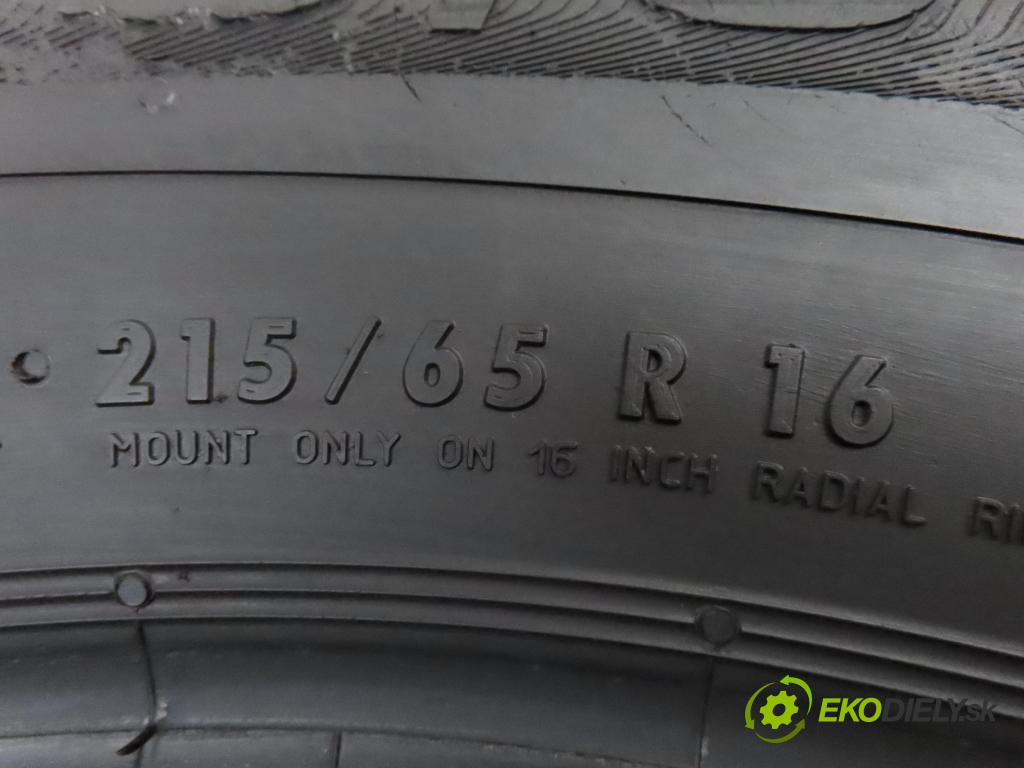 215/65 R 16
MOUNT ONLY ON 16 INCH RADIAL
EKODIELY.sk